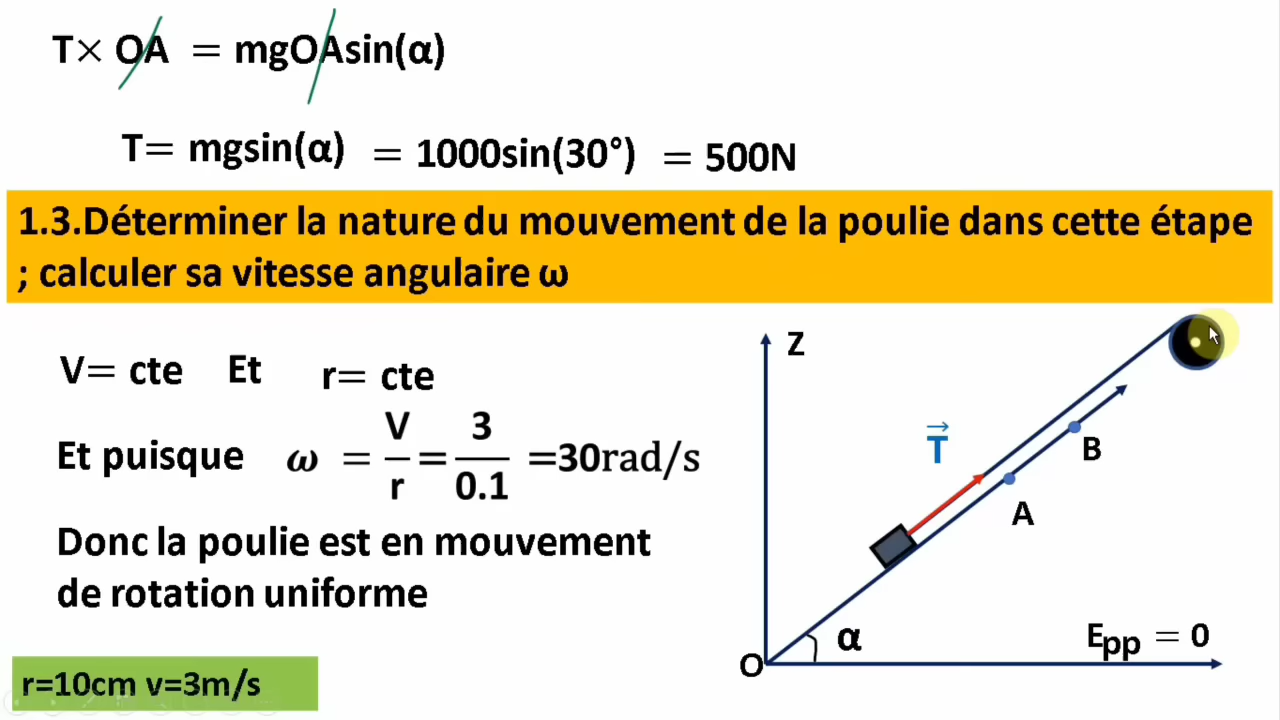 T× OA = mgOAsin(α)
T= mgsin(α) = 1000sin(30°) = 500N
1.3.Déterminer la nature du mouvement de la poulie dans cette étape
; calculer sa vitesse angulaire ω
V= cte Et r= cte
Et puisque ω = V/r = 3/0.1 =30rad/s
Donc la poulie est en mouvement
de rotation uniforme
r=10cm v=3m/s
Z
T
B
A
α
Epp = 0
O